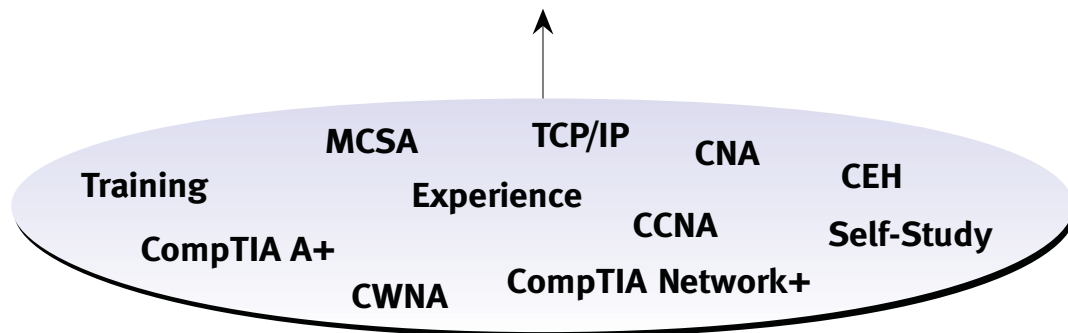 MCSA
TCP/IP
CNA
CEH
Training
Experience
CCNA
Self-Study
CompTIA A+
CompTIA Network+
CWNA